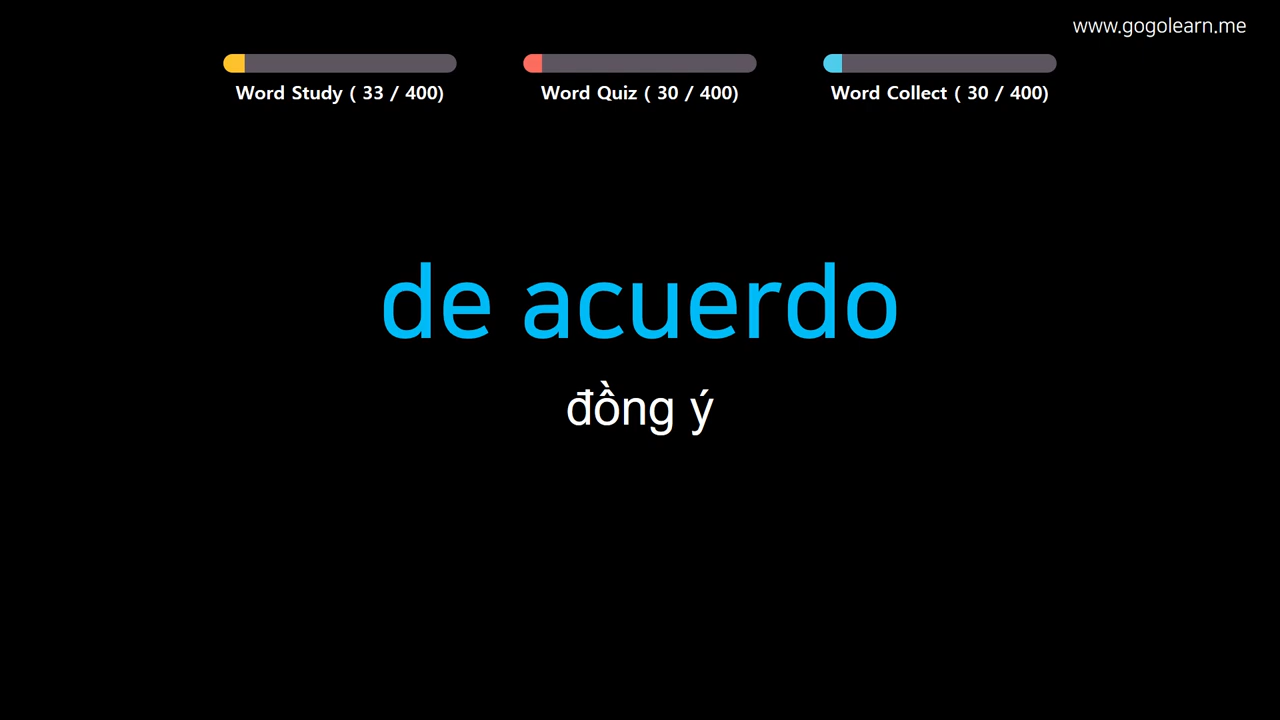 www.gogolearn.me
Word Study ( 33 / 400)
Word Quiz ( 30 / 400)
Word Collect ( 30 / 400)
de acuerdo
đồng ý